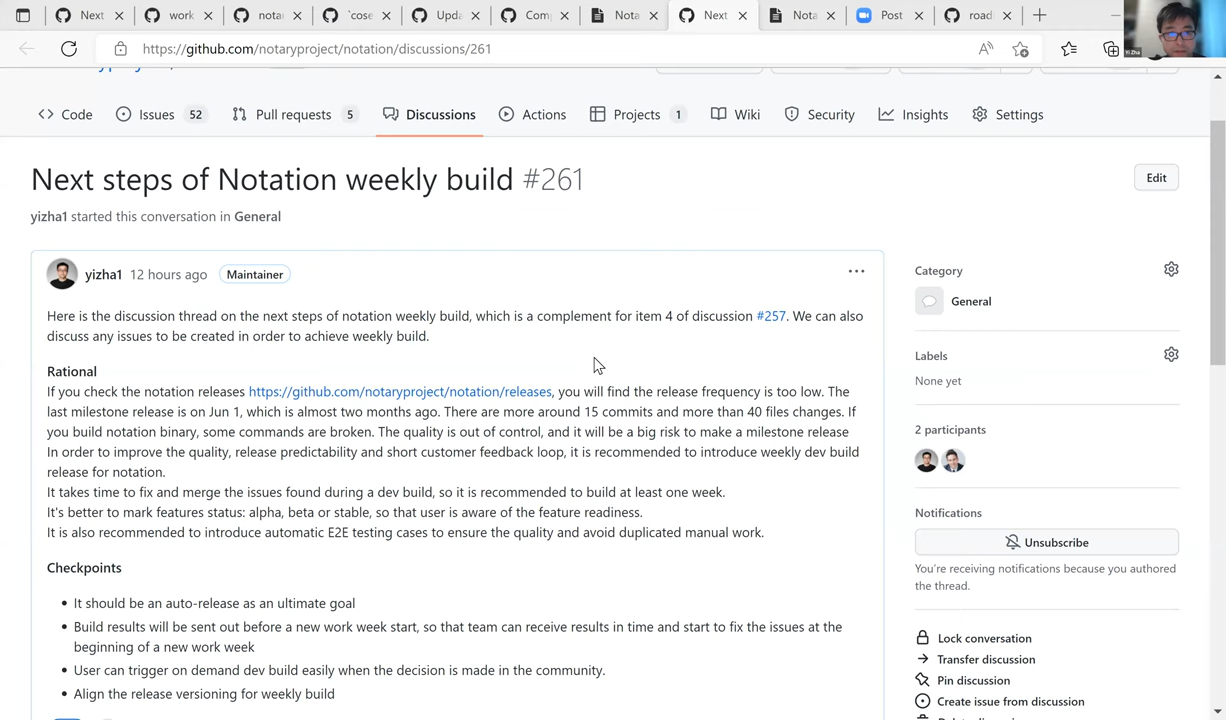 Next
work
nota
`cose
Upda
Com
Nota
Next
Nota
Post
road
https://github.com/notaryproject/notation/discussions/261
Yi Zha
Code
Issues 52
Pull requests 5
Discussions
Actions
Projects 1
Wiki
Security
Insights
Settings
Next steps of Notation weekly build #261
Edit
yizha1 started this conversation in General
yizha1 12 hours ago Maintainer
Here is the discussion thread on the next steps of notation weekly build, which is a complement for item 4 of discussion #257. We can also
discuss any issues to be created in order to achieve weekly build.
Rational
If you check the notation releases https://github.com/notaryproject/notation/releases, you will find the release frequency is too low. The
last milestone release is on Jun 1, which is almost two months ago. There are more around 15 commits and more than 40 files changes. If
you build notation binary, some commands are broken. The quality is out of control, and it will be a big risk to make a milestone release
In order to improve the quality, release predictability and short customer feedback loop, it is recommended to introduce weekly dev build
release for notation.
It takes time to fix and merge the issues found during a dev build, so it is recommended to build at least one week.
It's better to mark features status: alpha, beta or stable, so that user is aware of the feature readiness.
It is also recommended to introduce automatic E2E testing cases to ensure the quality and avoid duplicated manual work.
Checkpoints
• It should be an auto-release as an ultimate goal
• Build results will be sent out before a new work week start, so that team can receive results in time and start to fix the issues at the
beginning of a new work week
• User can trigger on demand dev build easily when the decision is made in the community.
• Align the release versioning for weekly build
Category
General
Labels
None yet
2 participants
Notifications
Unsubscribe
You're receiving notifications because you authored
the thread.
Lock conversation
Transfer discussion
Pin discussion
Create issue from discussion